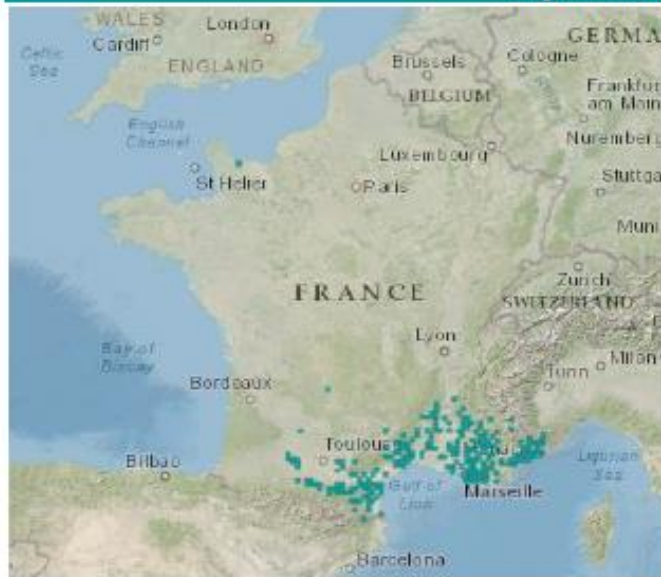 WALES
London
Cardiff
Celtic
Sea
ENGLAND
GERMA
Brussels
Cologne
BELGIUM
Frankfur
am Main
English
Channel
Luxembourg
Nuremberg
St Helier
Paris
Stuttga
Muni
FRANCE
Zurich
SWITZERLAND
Lyon
Bay of
Biscay
Milan
Turin
Bordeaux
Toulous
Bilbao
Ligurian
Sea
Gulf of
Lion
Marseille
Barcelona